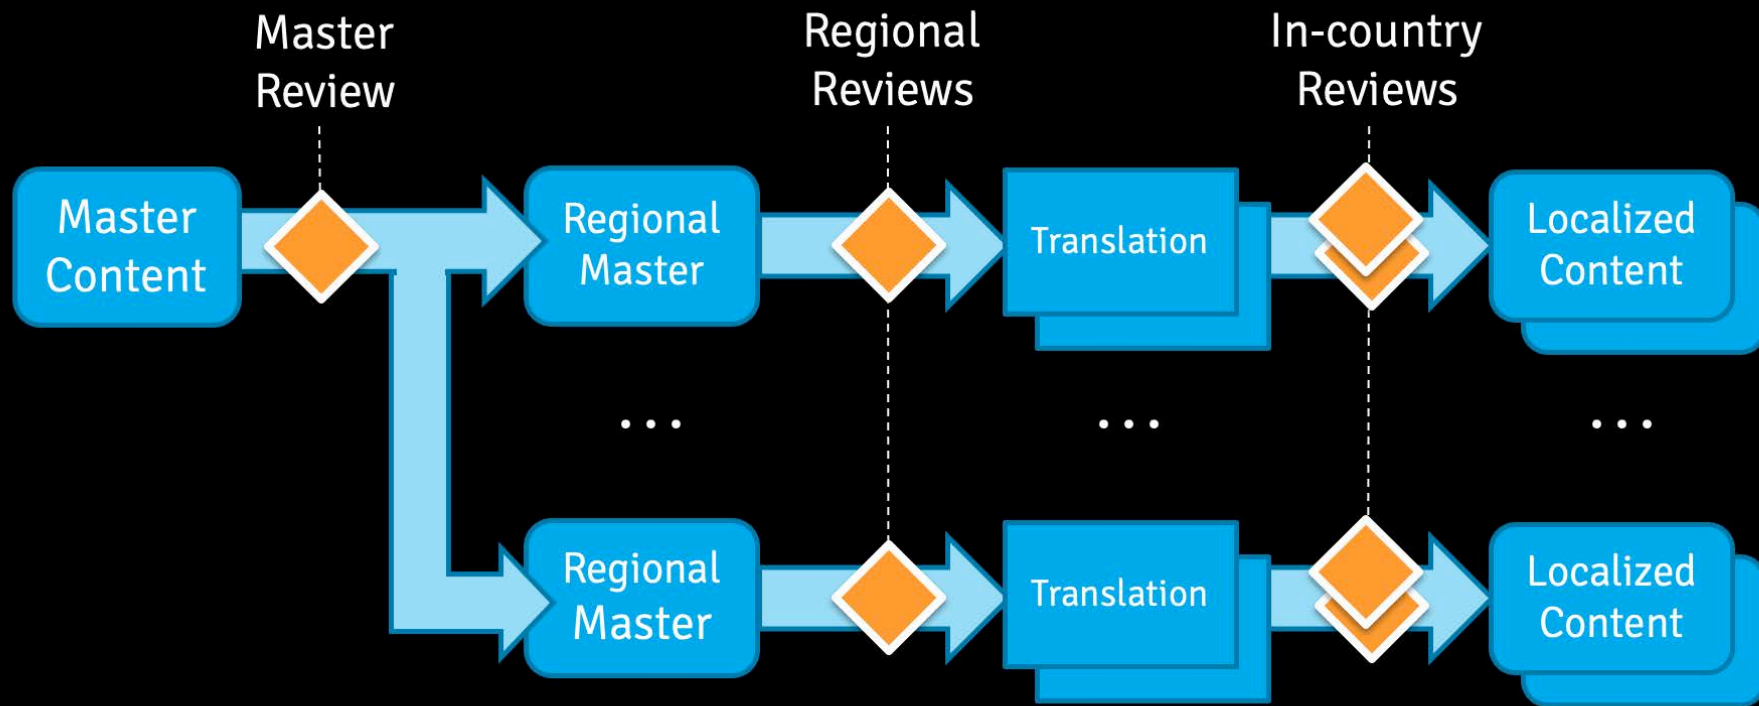 Master
Review
Regional
Reviews
In-country
Reviews
Master
Content
Regional
Master
Translation
Localized
Content
...
...
...
Regional
Master
Translation
Localized
Content